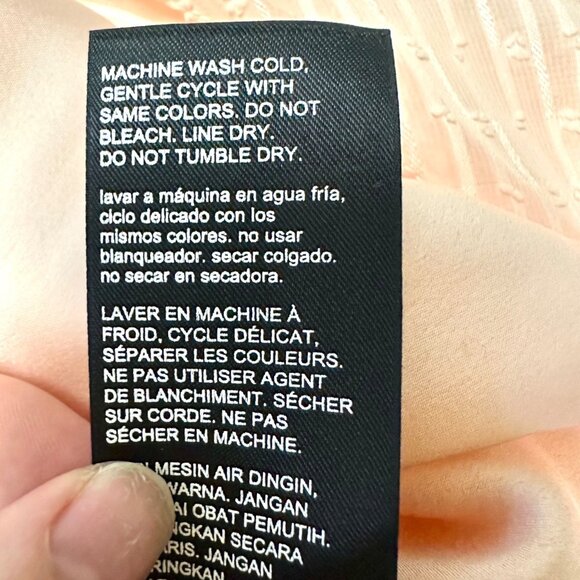 MACHINE WASH COLD,
GENTLE CYCLE WITH
SAME COLORS. DO NOT
BLEACH. LINE DRY.
DO NOT TUMBLE DRY.
lavar a máquina en agua fría,
ciclo delicado con los
mismos colores. no usar
blanqueador. secar colgado.
no secar en secadora.
LAVER EN MACHINE À
FROID, CYCLE DÉLICAT,
SÉPARER LES COULEURS.
NE PAS UTILISER AGENT
DE BLANCHIMENT. SÉCHER
SUR CORDE. NE PAS
SÉCHER EN MACHINE.
MESIN AIR DINGIN,
WARNA. JANGAN
OBAT PEMUTIH.
SECARA
JANGAN